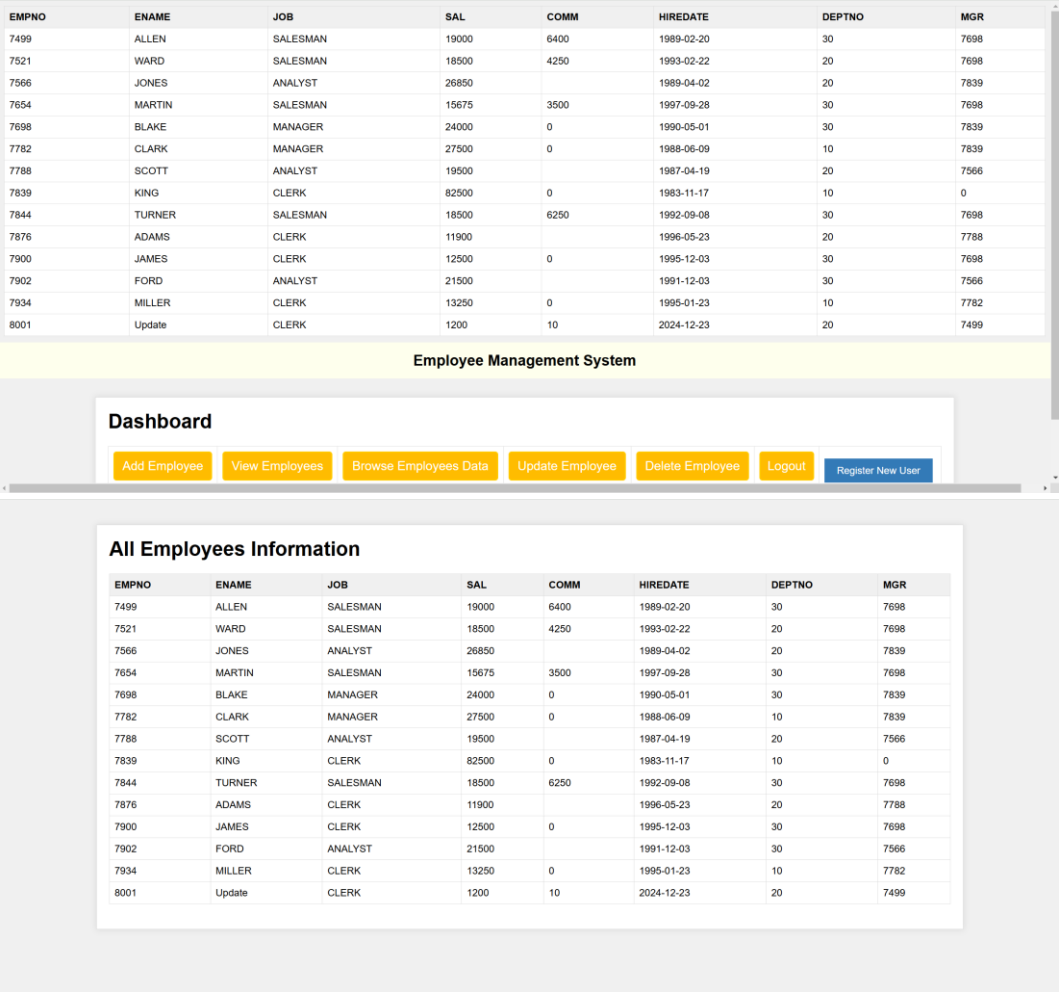 EMPNO ENAME JOB SAL COMM HIREDATE DEPTNO MGR
7499 ALLEN SALESMAN 19000 6400 1989-02-20 30 7698
7521 WARD SALESMAN 18500 4250 1993-02-22 20 7698
7566 JONES ANALYST 26850 1989-04-02 20 7839
7654 MARTIN SALESMAN 15675 3500 1997-09-28 30 7698
7698 BLAKE MANAGER 24000 0 1990-05-01 30 7839
7782 CLARK MANAGER 27500 0 1988-06-09 10 7839
7788 SCOTT ANALYST 19500 1987-04-19 20 7566
7839 KING CLERK 82500 0 1983-11-17 10 0
7844 TURNER SALESMAN 18500 6250 1992-09-08 30 7698
7876 ADAMS CLERK 11900 1996-05-23 20 7788
7900 JAMES CLERK 12500 0 1995-12-03 30 7698
7902 FORD ANALYST 21500 1991-12-03 30 7566
7934 MILLER CLERK 13250 0 1995-01-23 10 7782
8001 Update CLERK 1200 10 2024-12-23 20 7499
Employee Management System
Dashboard
Add Employee View Employees Browse Employees Data Update Employee Delete Employee Logout Register New User
All Employees Information
EMPNO ENAME JOB SAL COMM HIREDATE DEPTNO MGR
7499 ALLEN SALESMAN 19000 6400 1989-02-20 30 7698
7521 WARD SALESMAN 18500 4250 1993-02-22 20 7698
7566 JONES ANALYST 26850 1989-04-02 20 7839
7654 MARTIN SALESMAN 15675 3500 1997-09-28 30 7698
7698 BLAKE MANAGER 24000 0 1990-05-01 30 7839
7782 CLARK MANAGER 27500 0 1988-06-09 10 7839
7788 SCOTT ANALYST 19500 1987-04-19 20 7566
7839 KING CLERK 82500 0 1983-11-17 10 0
7844 TURNER SALESMAN 18500 6250 1992-09-08 30 7698
7876 ADAMS CLERK 11900 1996-05-23 20 7788
7900 JAMES CLERK 12500 0 1995-12-03 30 7698
7902 FORD ANALYST 21500 1991-12-03 30 7566
7934 MILLER CLERK 13250 0 1995-01-23 10 7782
8001 Update CLERK 1200 10 2024-12-23 20 7499